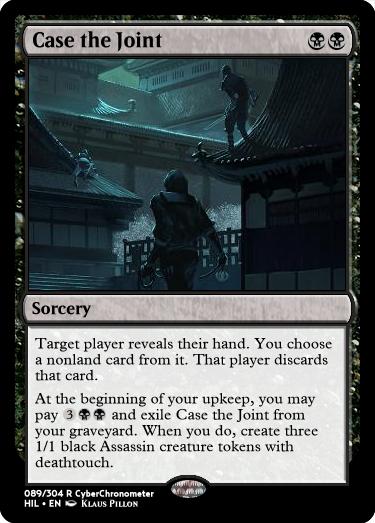 Case the Joint
Sorcery
Target player reveals their hand. You choose
a nonland card from it. That player discards
that card.
At the beginning of your upkeep, you may
pay 3 and exile Case the Joint from
your graveyard. When you do, create three
1/1 black Assassin creature tokens with
deathtouch.
089/304 R CyberChronometer
HIL • EN Klaus Pillon